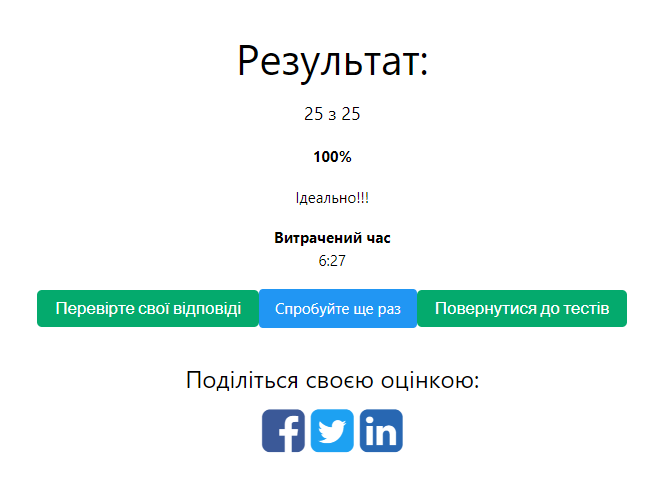 Результат:
25 з 25
100%
Ідеально!!!
Витрачений час
6:27
Перевірте свої відповіді
Спробуйте ще раз
Повернутися до тестів
Поділіться своєю оцінкою: